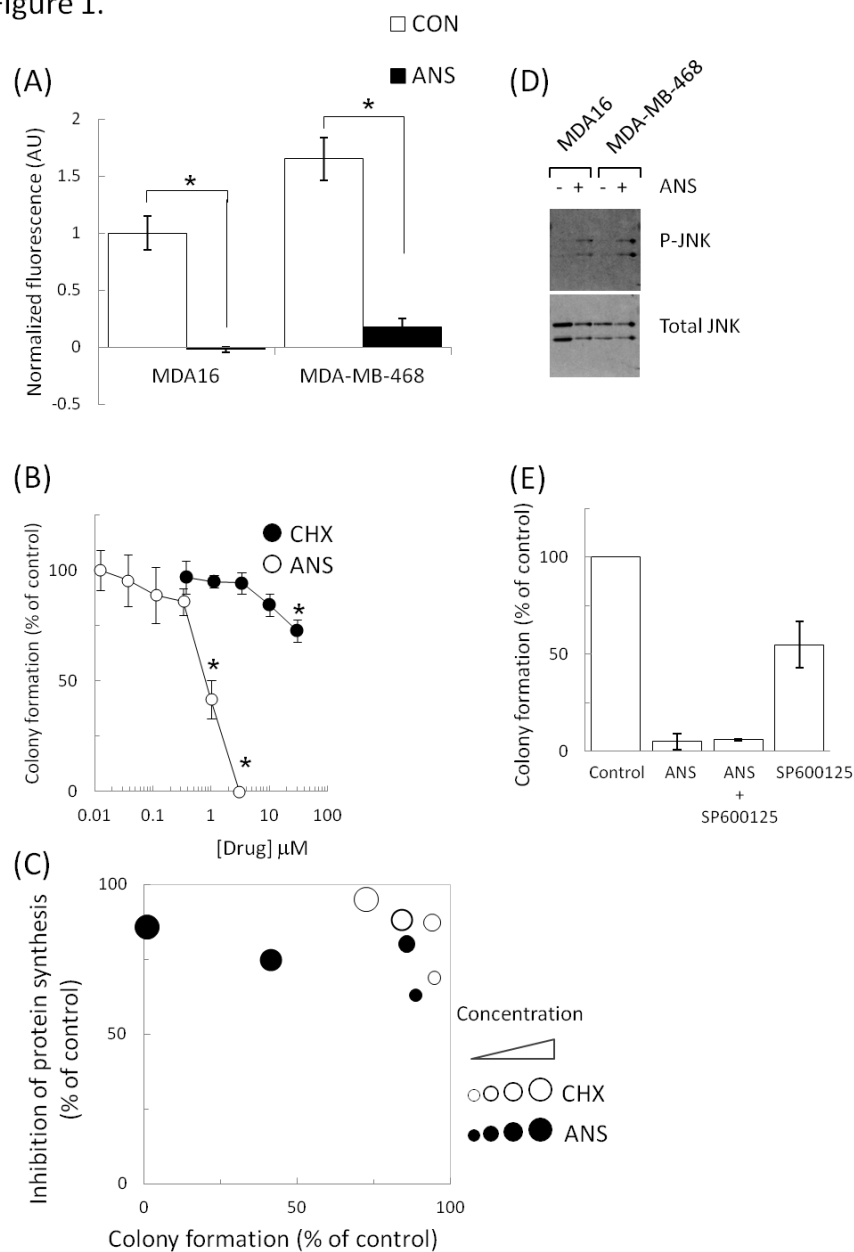 Figure 1.
CON
ANS
(A)
Normalized fluorescence (AU)
2
1.5
1
0.5
0
-0.5
*
*
MDA16
MDA-MB-468
(D)
MDA16
MDA-MB-468
- + - +
ANS
P-JNK
Total JNK
(B)
Colony formation (% of control)
100
50
0
CHX
ANS
*
*
*
0.01
0.1
1
10
100
[Drug] μM
(E)
Colony formation (% of control)
100
50
0
Control
ANS
ANS
+
SP600125
SP600125
(C)
Inhibition of protein synthesis
(% of control)
100
50
0
0
50
100
Colony formation (% of control)
Concentration
CHX
ANS